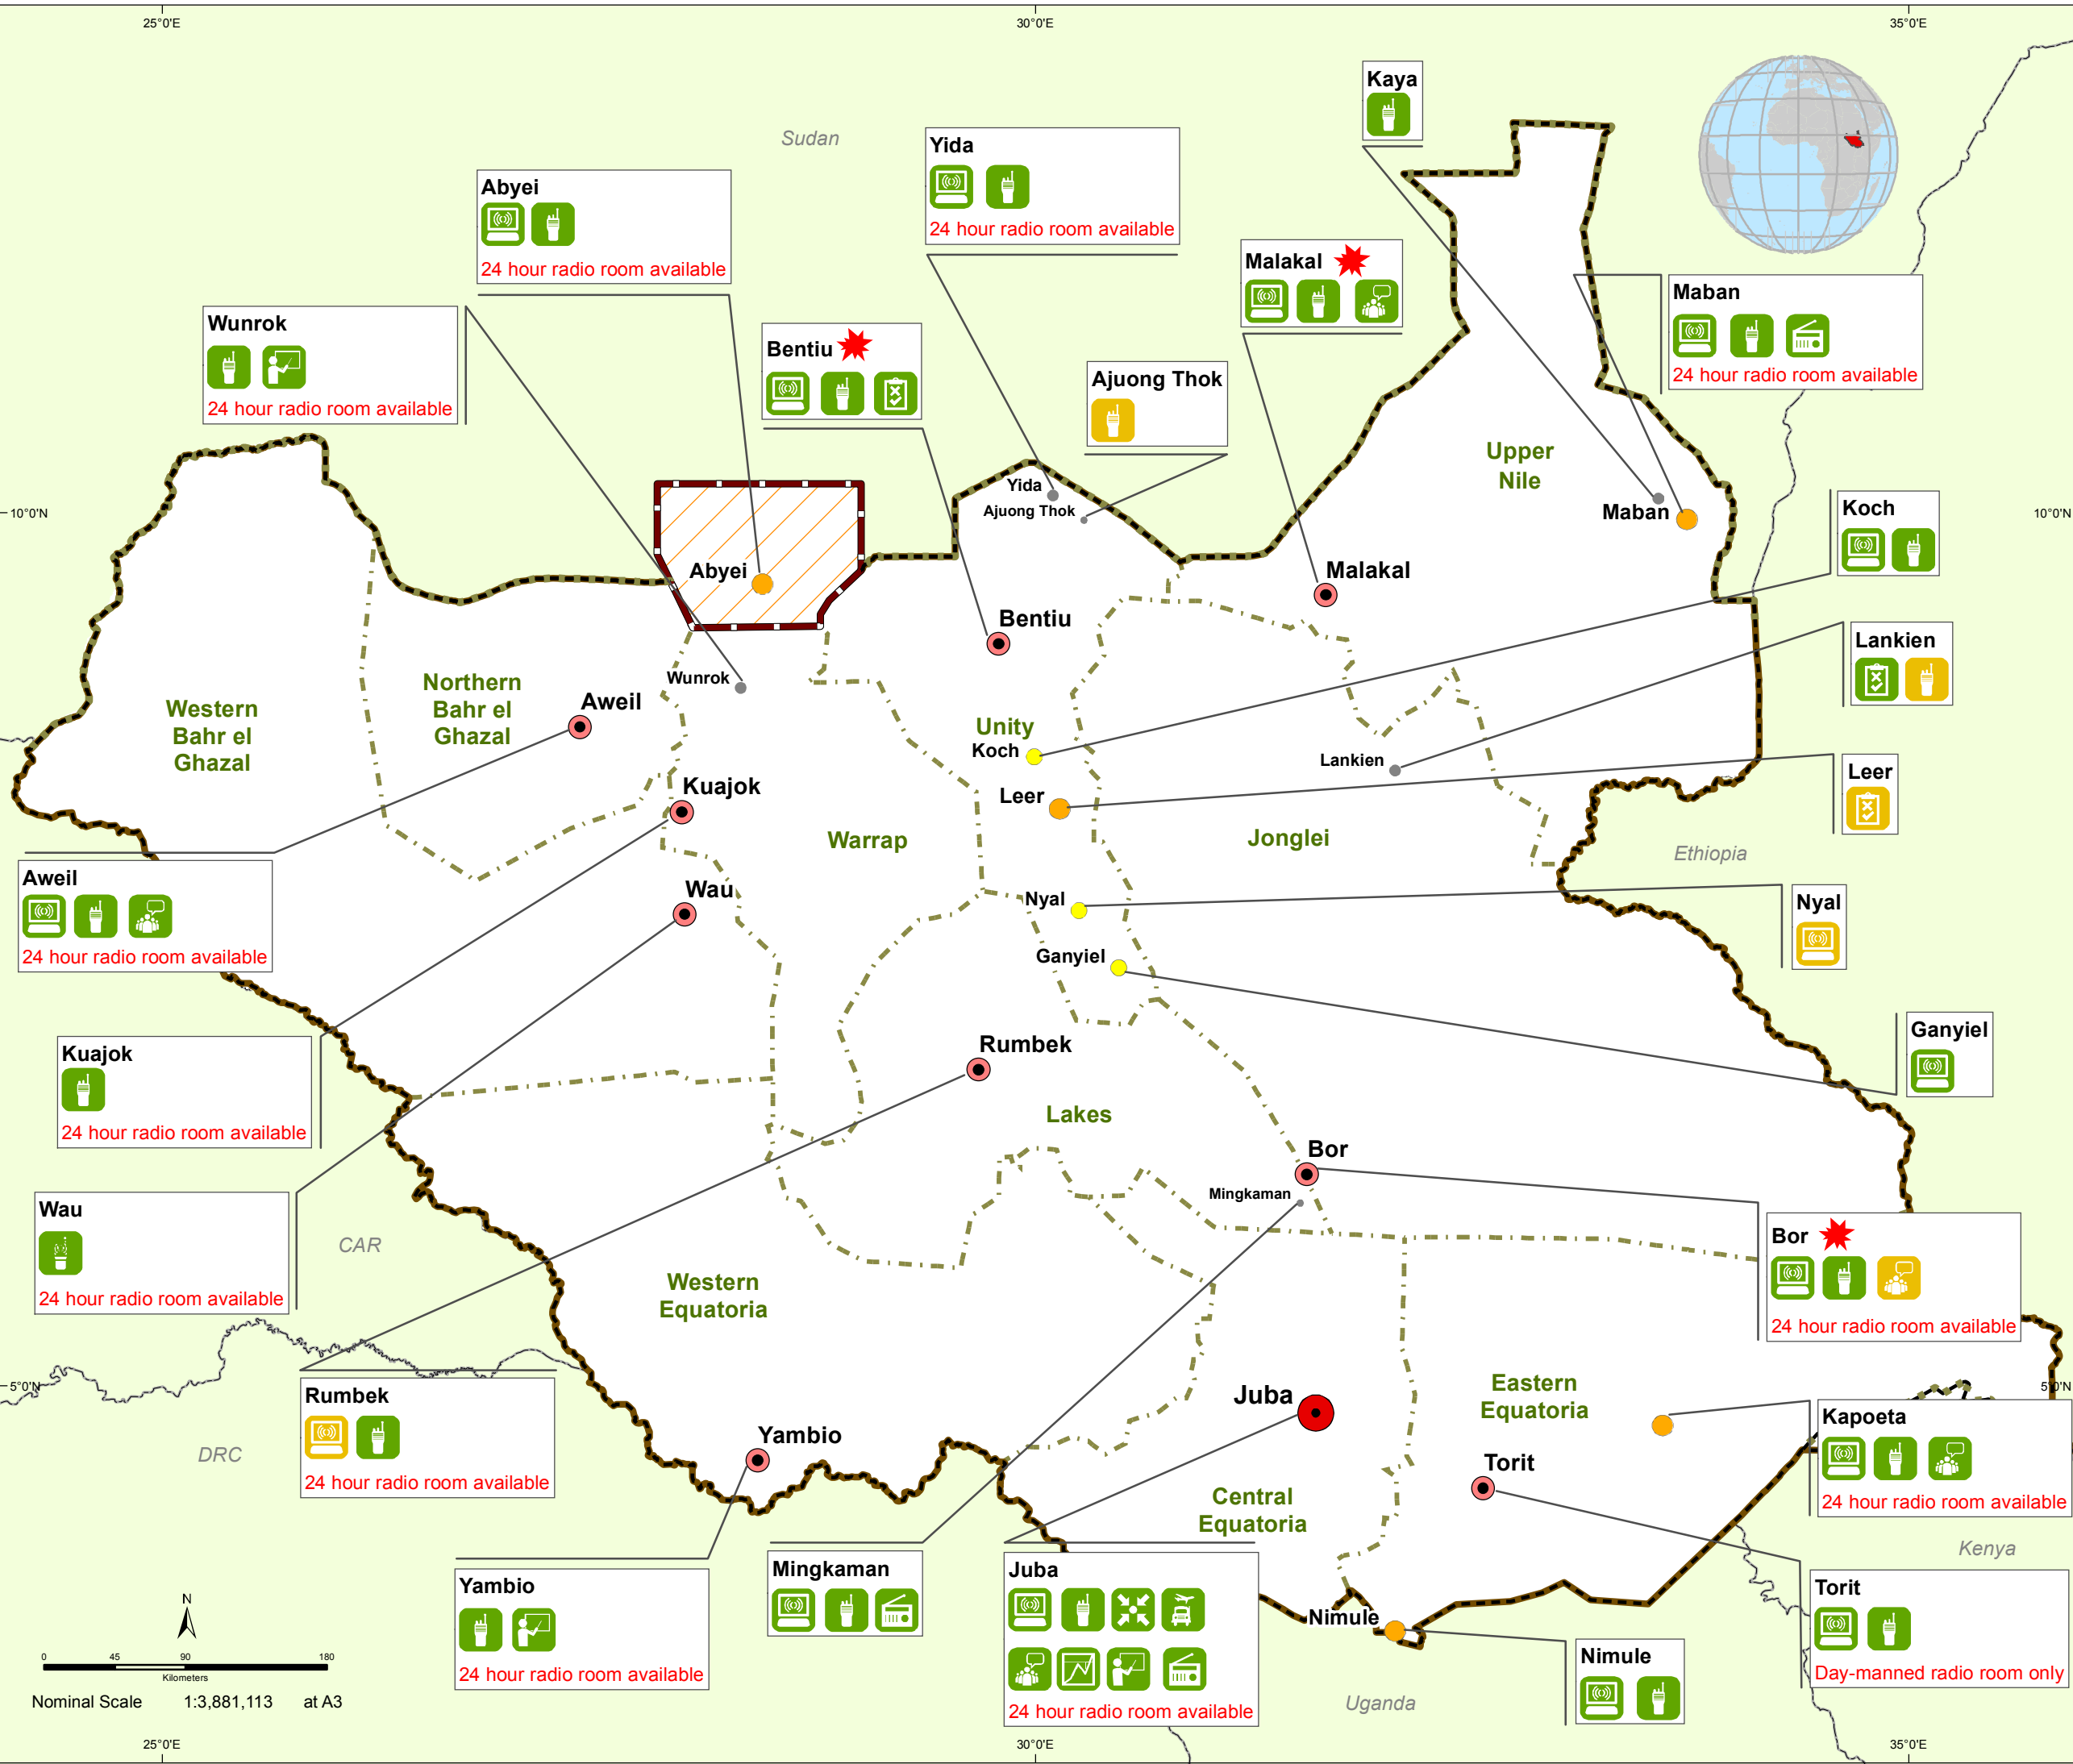 25°0'E
30°0'E
35°0'E
Kaya
Sudan
Yida
24 hour radio room available
Abyei
24 hour radio room available
Malakal
Maban
24 hour radio room available
Wunrok
24 hour radio room available
Bentiu
Ajuong Thok
Upper
Nile
Yida
Ajuong Thok
10°0'N
10°0'N
Maban
Koch
Abyei
Malakal
Bentiu
Lankien
Wunrok
Northern
Bahr el
Ghazal
Aweil
Western
Bahr el
Ghazal
Unity
Koch
Lankien
Leer
Kuajok
Leer
Warrap
Jonglei
Ethiopia
Aweil
24 hour radio room available
Wau
Nyal
Nyal
Ganyiel
Ganyiel
Kuajok
24 hour radio room available
Rumbek
Lakes
Bor
Mingkaman
Wau
24 hour radio room available
CAR
Bor
24 hour radio room available
Western
Equatoria
5°0'N
5°0'N
Rumbek
24 hour radio room available
Juba
Eastern
Equatoria
Kapoeta
24 hour radio room available
DRC
Yambio
Torit
Central
Equatoria
Kenya
Yambio
24 hour radio room available
Mingkaman
Juba
24 hour radio room available
Nimule
Torit
Day-manned radio room only
Nimule
Uganda
N
0 45 90 180
Kilometers
Nominal Scale 1:3,881,113 at A3
25°0'E
30°0'E
35°0'E